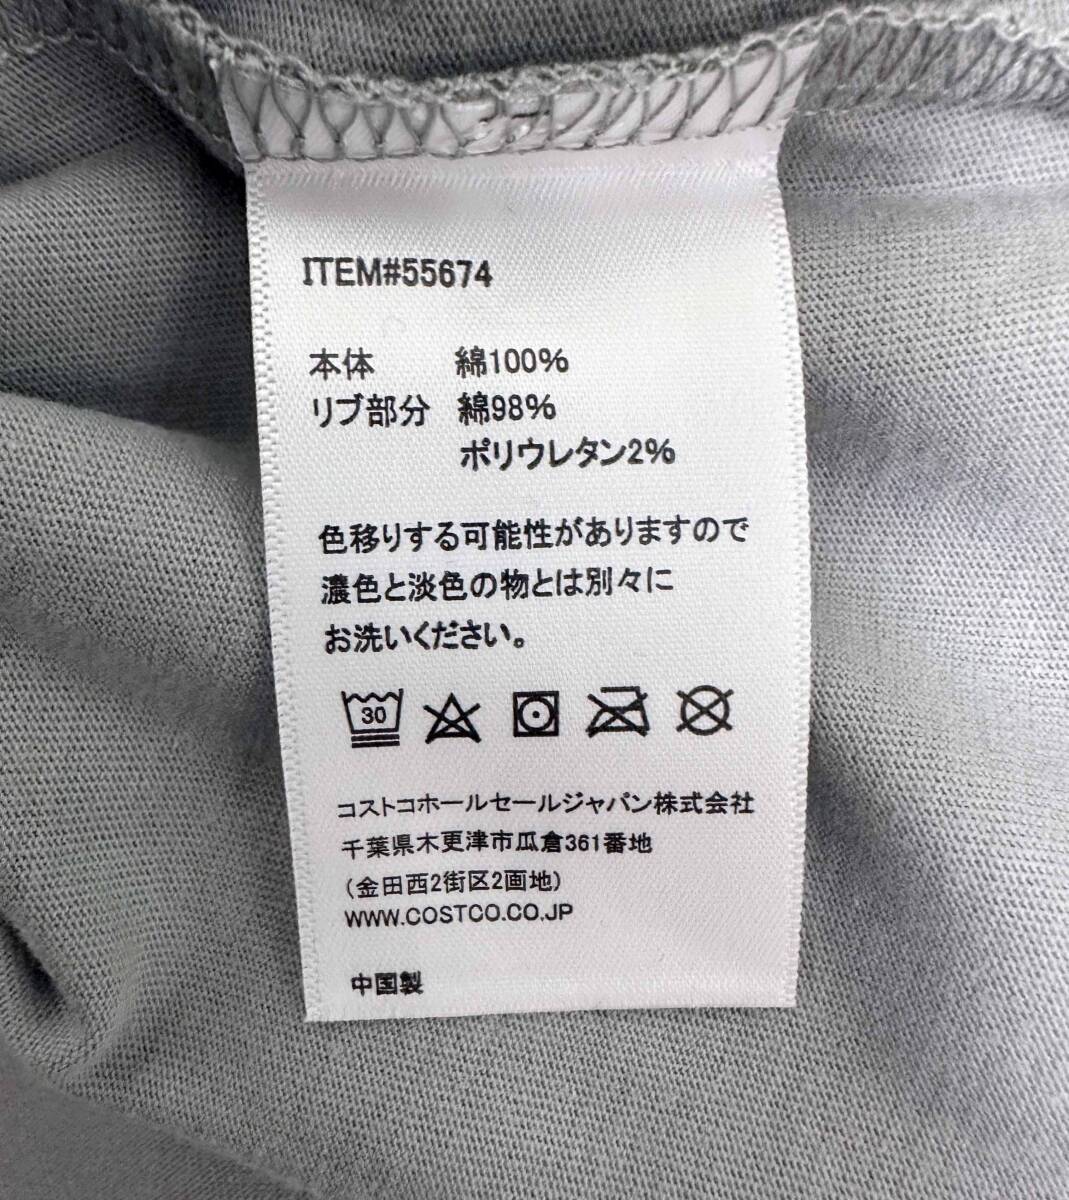 ITEM#55674
本体 綿100%
リブ部分 綿98%
ポリウレタン2%
色移りする可能性がありますので
濃色と淡色の物とは別々に
お洗いください。
30
コストコホールセールジャパン株式会社
千葉県木更津市瓜倉361番地
(金田西2街区2画地)
WWW.COSTCO.CO.JP
中国製